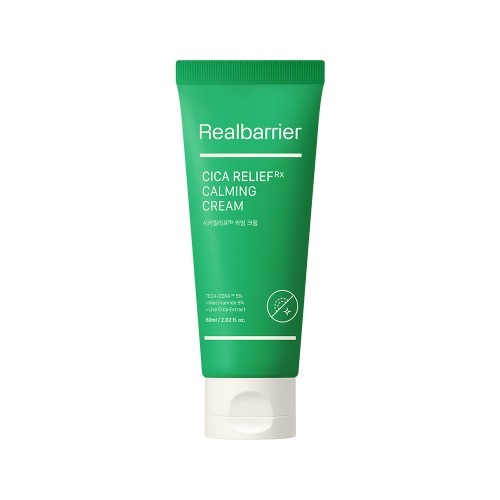 Realbarrier
CICA RELIEF Rx
CALMING
CREAM
시카릴리프Rx 카밍 크림
TECA-CERA™ 5%
+Niacinamide 5%
+Live Cica Extract
60ml / 2.02 fl. oz.